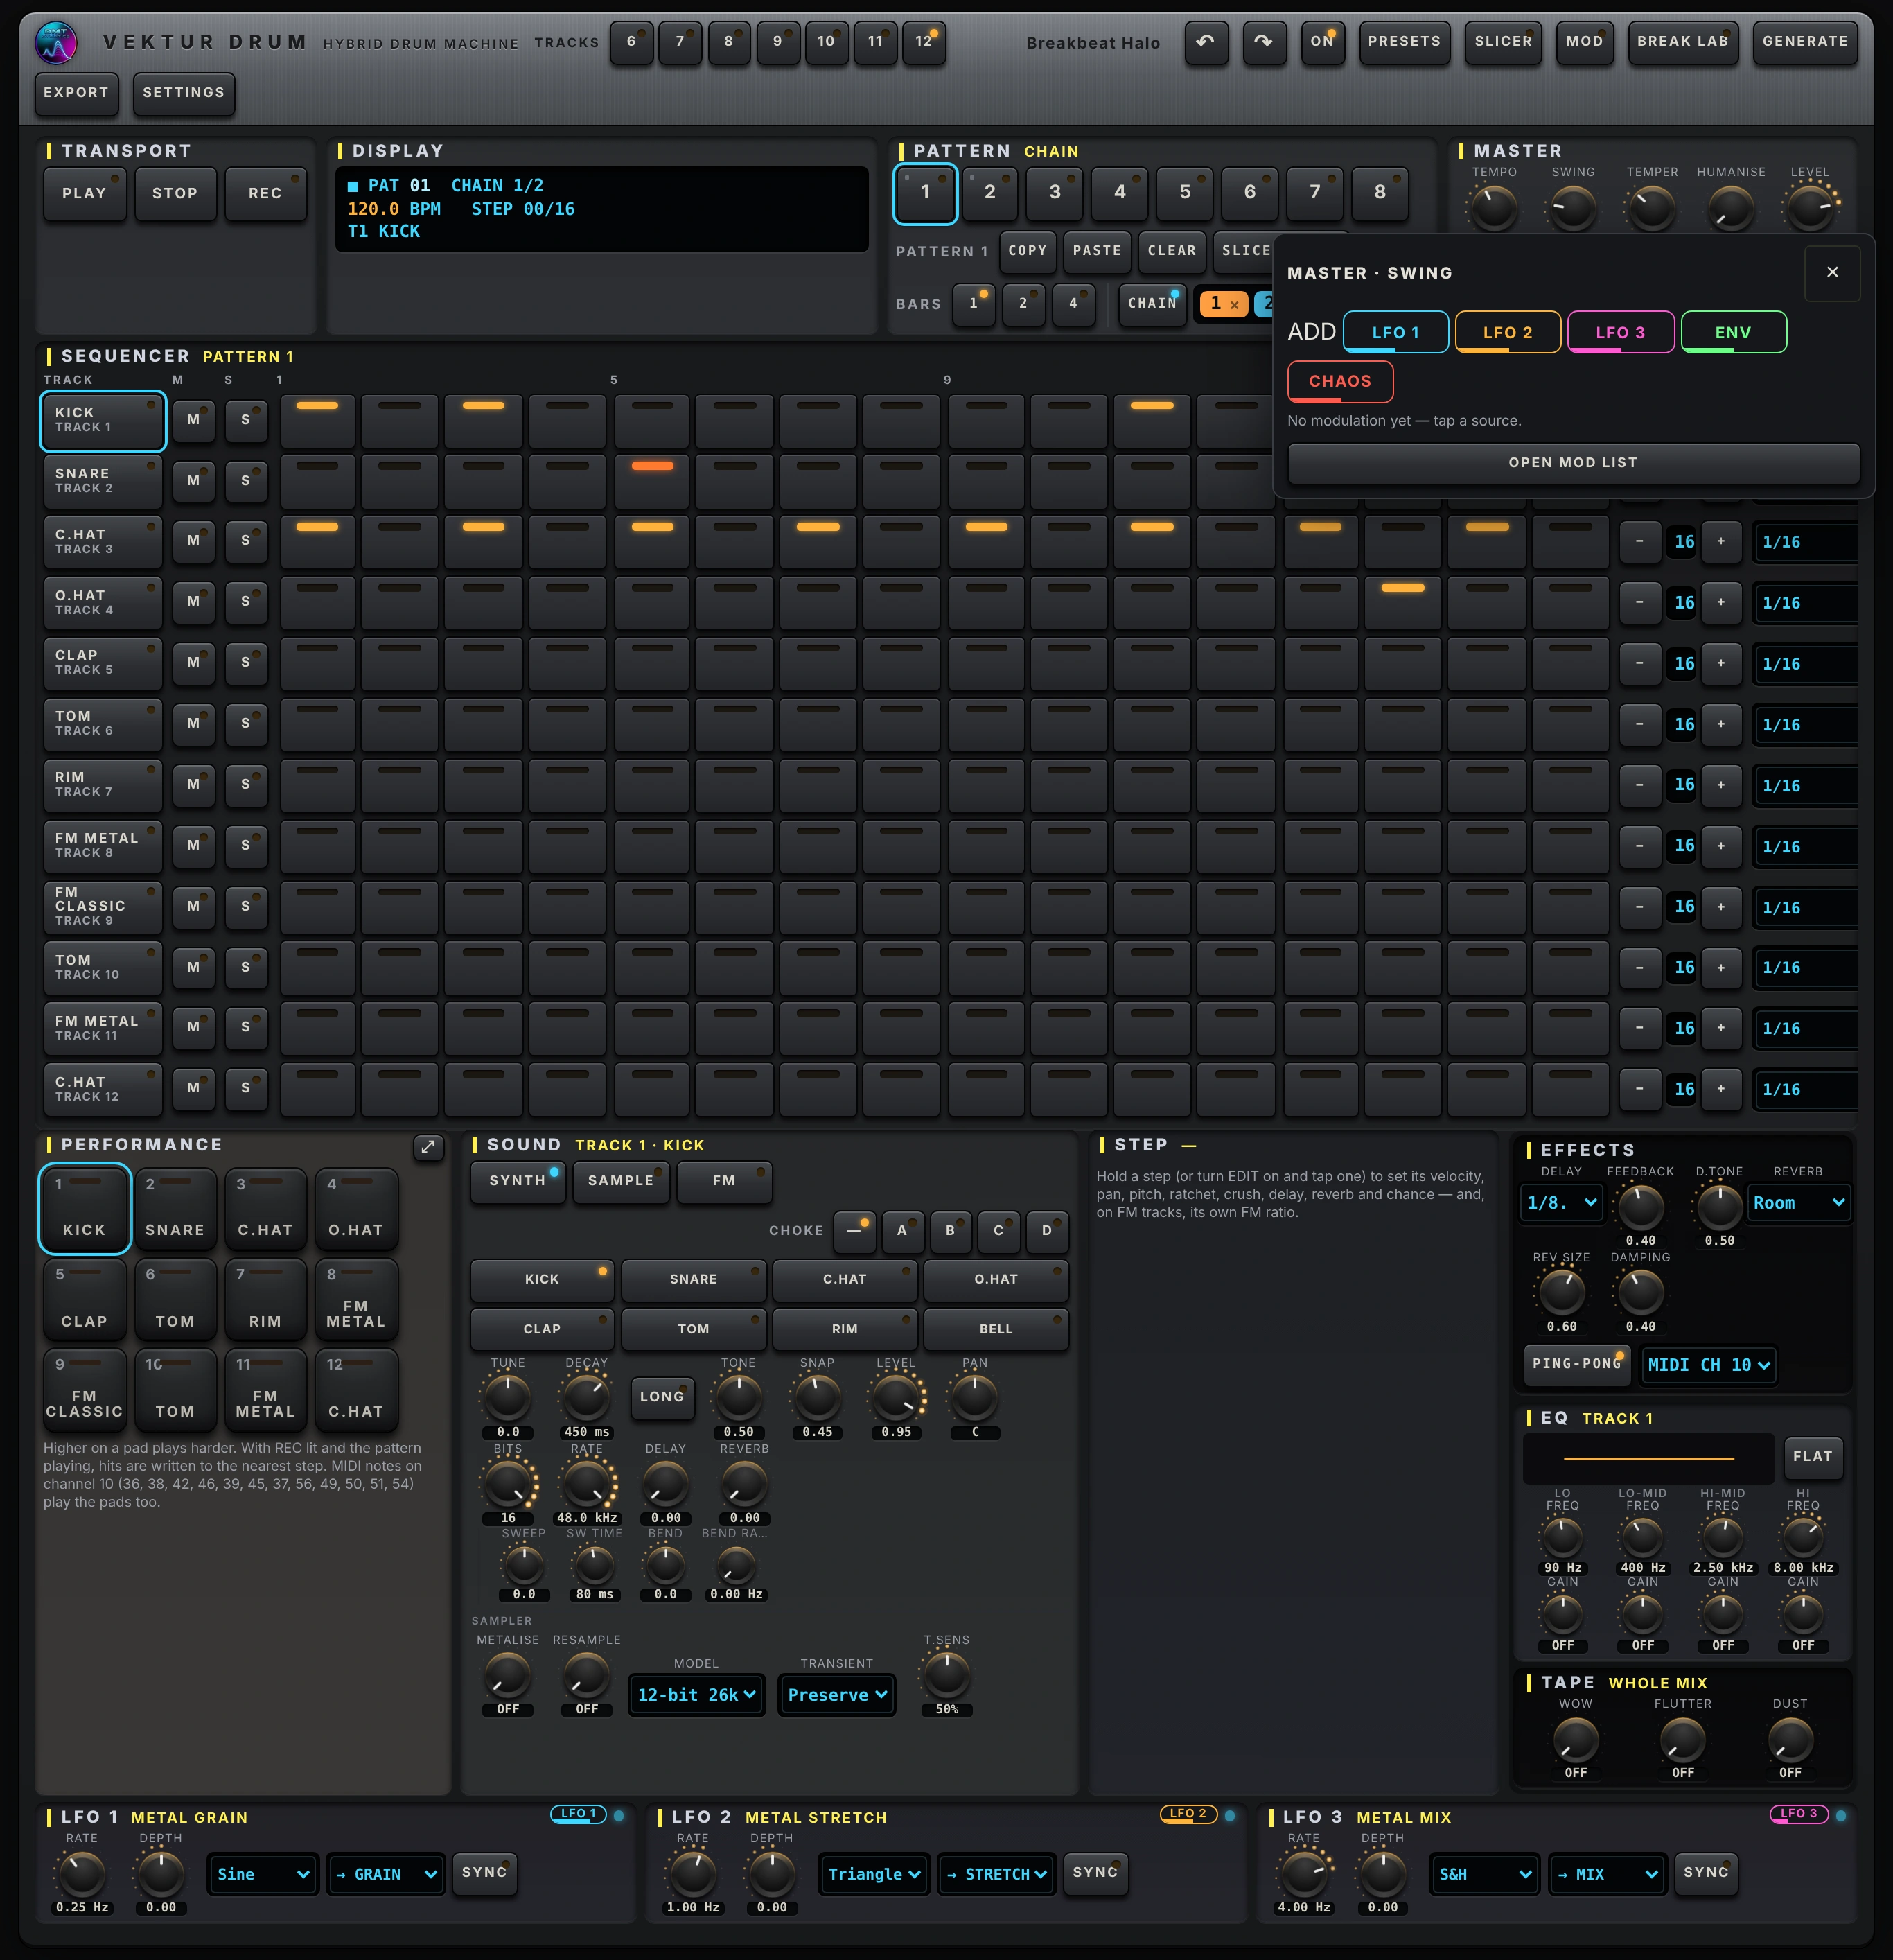 VEKTUR DRUM HYBRID DRUM MACHINE TRACKS 6 7 8 9 10 11 12 Breakbeat Halo ↶ ↷ ON PRESETS SLICER MOD BREAK LAB GENERATE
EXPORT SETTINGS
TRANSPORT
PLAY STOP REC
DISPLAY
■ PAT 01 CHAIN 1/2
120.0 BPM STEP 00/16
T1 KICK
PATTERN CHAIN
1 2 3 4 5 6 7 8
PATTERN 1 COPY PASTE CLEAR SLICE
BARS 1 2 4 CHAIN 1 × 2
MASTER
TEMPO SWING TEMPER HUMANISE LEVEL
MASTER · SWING ×
ADD LFO 1 LFO 2 LFO 3 ENV
CHAOS
No modulation yet — tap a source.
OPEN MOD LIST
SEQUENCER PATTERN 1
TRACK M S 1 5 9
KICK
TRACK 1 M S
SNARE
TRACK 2 M S
C.HAT
TRACK 3 M S − 16 + 1/16
O.HAT
TRACK 4 M S − 16 + 1/16
CLAP
TRACK 5 M S − 16 + 1/16
TOM
TRACK 6 M S − 16 + 1/16
RIM
TRACK 7 M S − 16 + 1/16
FM METAL
TRACK 8 M S − 16 + 1/16
FM
CLASSIC
TRACK 9 M S − 16 + 1/16
TOM
TRACK 10 M S − 16 + 1/16
FM METAL
TRACK 11 M S − 16 + 1/16
C.HAT
TRACK 12 M S − 16 + 1/16
PERFORMANCE
1 2 3 4
KICK SNARE C.HAT O.HAT
5 6 7 8
CLAP TOM RIM FM METAL
9 10 11 12
FM CLASSIC TOM FM METAL C.HAT
Higher on a pad plays harder. With REC lit and the pattern
playing, hits are written to the nearest step. MIDI notes on
channel 10 (36, 38, 42, 46, 39, 45, 37, 56, 49, 50, 51, 54)
play the pads too.
SOUND TRACK 1 · KICK
SYNTH SAMPLE FM
CHOKE — A B C D
KICK SNARE C.HAT O.HAT
CLAP TOM RIM BELL
TUNE DECAY TONE SNAP LEVEL PAN
LONG
0.0 450 ms 0.50 0.45 0.95 C
BITS RATE DELAY REVERB
16 48.0 kHz 0.00 0.00
SWEEP SW TIME BEND BEND RA...
0.0 80 ms 0.0 0.00 Hz
SAMPLER
METALISE RESAMPLE MODEL TRANSIENT T.SENS
12-bit 26k Preserve
OFF OFF 50%
STEP —
Hold a step (or turn EDIT on and tap one) to set its velocity,
pan, pitch, ratchet, crush, delay, reverb and chance — and,
on FM tracks, its own FM ratio.
EFFECTS
DELAY FEEDBACK D.TONE REVERB
1/8. Room
0.40 0.50
REV SIZE DAMPING
0.60 0.40
PING-PONG MIDI CH 10
EQ TRACK 1
FLAT
LO FREQ LO-MID FREQ HI-MID FREQ HI FREQ
90 Hz 400 Hz 2.50 kHz 8.00 kHz
GAIN GAIN GAIN GAIN
OFF OFF OFF OFF
TAPE WHOLE MIX
WOW FLUTTER DUST
OFF OFF OFF
LFO 1 METAL GRAIN LFO 1
RATE DEPTH
Sine → GRAIN SYNC
0.25 Hz 0.00
LFO 2 METAL STRETCH LFO 2
RATE DEPTH
Triangle → STRETCH SYNC
1.00 Hz 0.00
LFO 3 METAL MIX LFO 3
RATE DEPTH
S&H → MIX SYNC
4.00 Hz 0.00